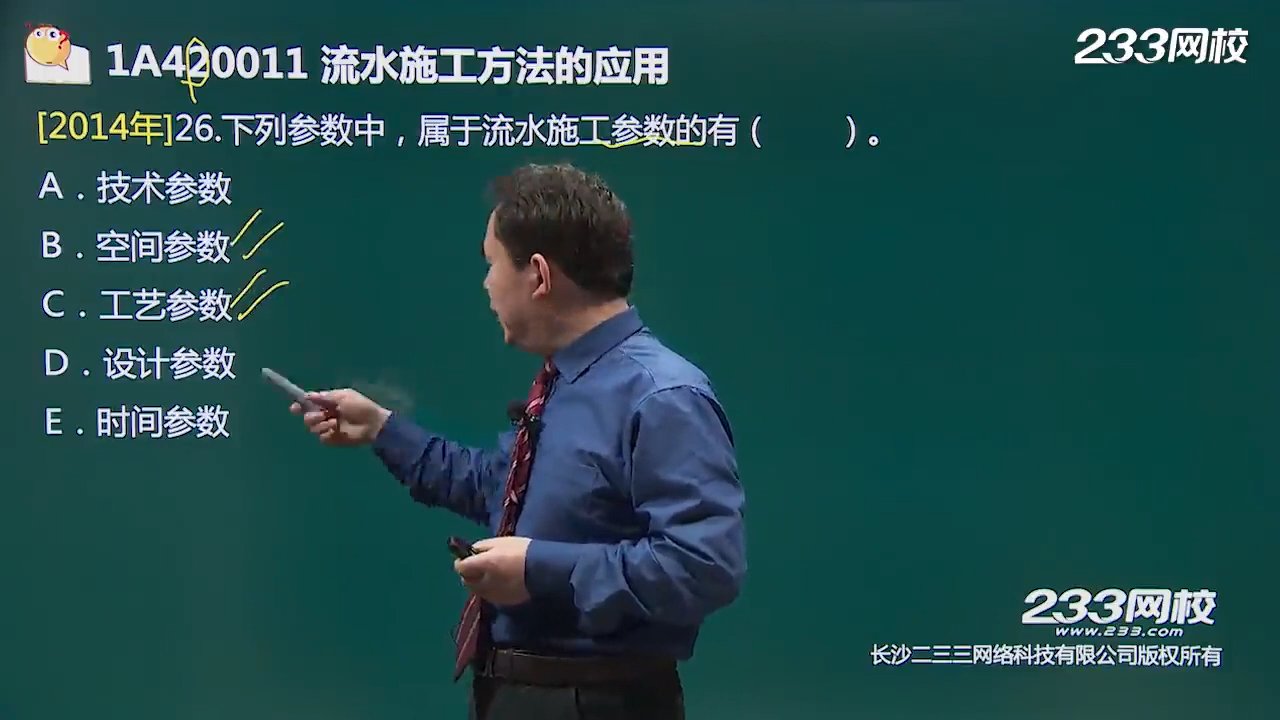 1A420011 流水施工方法的应用
233网校
[2014年]26.下列参数中，属于流水施工参数的有（　　）。
A．技术参数
B．空间参数
C．工艺参数
D．设计参数
E．时间参数
233网校
www.233.com
长沙二三三网络科技有限公司版权所有